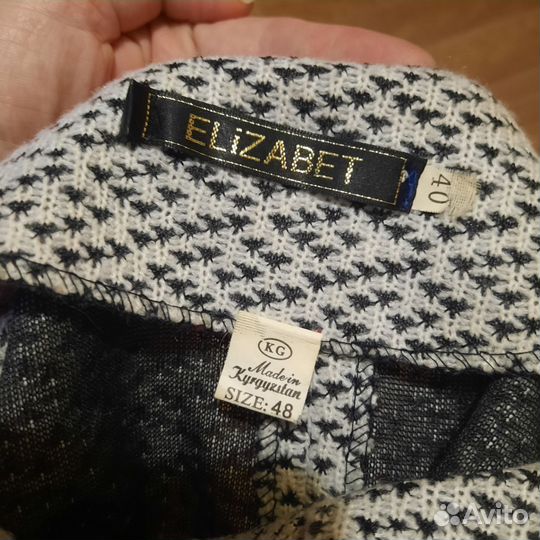 ELiZABET
40
KG
Made in
Kyrgyzstan
SIZE: 48
Avito